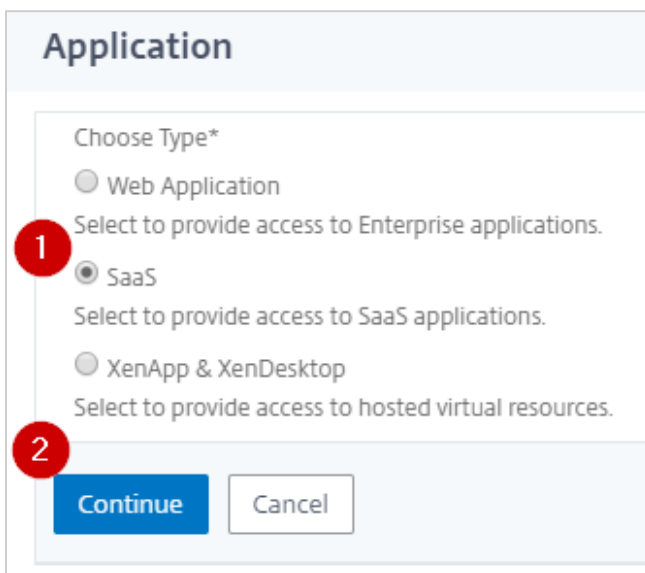 Application
Choose Type*
Web Application
Select to provide access to Enterprise applications.
1
SaaS
Select to provide access to SaaS applications.
XenApp & XenDesktop
Select to provide access to hosted virtual resources.
2
Continue Cancel